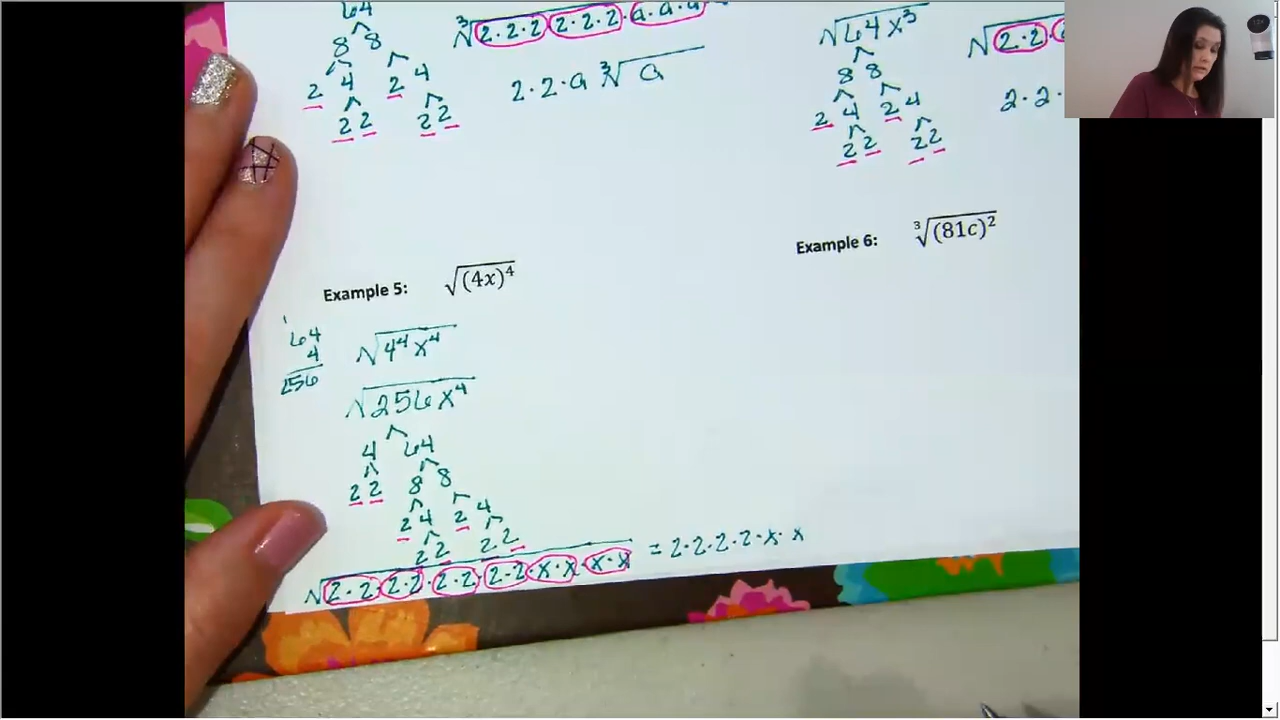 64
8 8
2 4 2 4
2 2 2 2
∛2·2·2·2·2·2·a·a·a
2·2·a ∛a
√64x³
8 8
2 4 2 4
2 2 2 2
√2·2
2·2·
Example 5: √(4x)⁴
64
4
256
√4⁴x⁴
√256x⁴
4 64
2 2 8 8
2 4 2 4
2 2 2 2
√2·2·2·2·2·2·2·2·x·x·x·x = 2·2·2·2·x·x
Example 6: ∛(81c)²